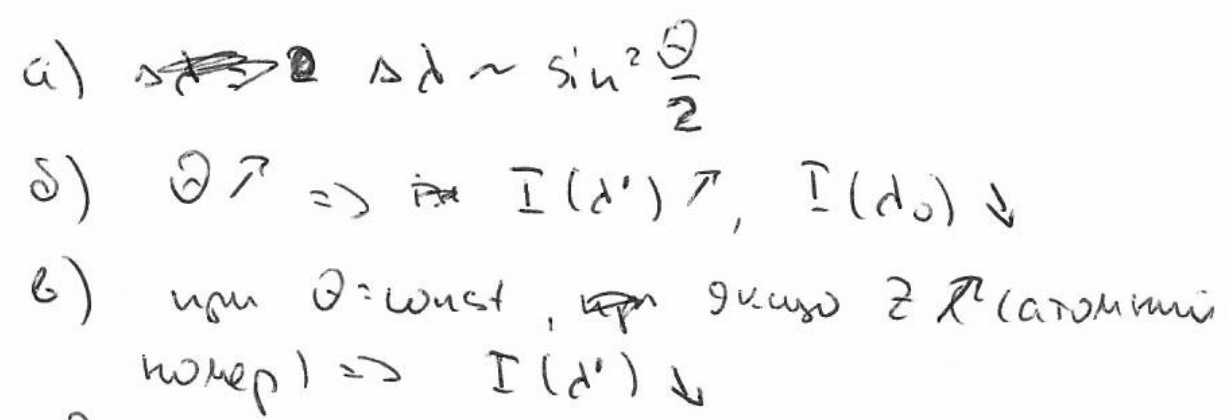 а) Δλ ~ sin² θ/2
б) θ↗ => I(λ')↗, I(λ₀)↘
в) при θ=const, якщо Z↗ (атомний
номер) => I(λ')↘